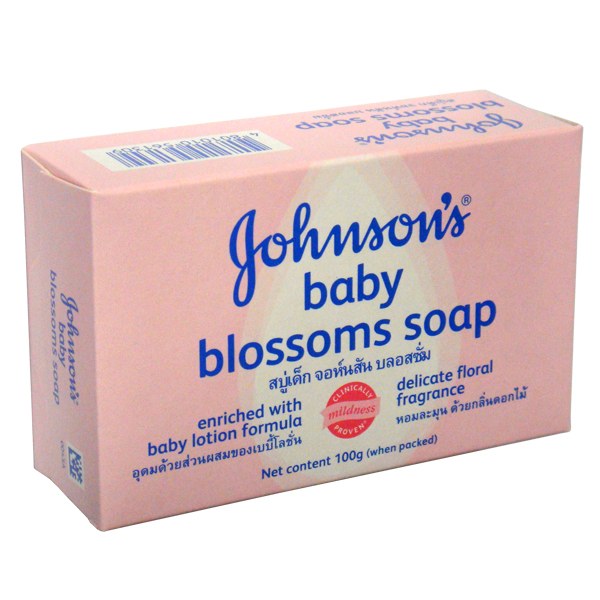 Johnson's®
baby
blossoms soap
สบู่เด็ก จอห์นสัน บลอสซั่ม
enriched with
baby lotion formula
อุดมด้วยส่วนผสมของเบบี้โลชั่น
CLINICALLY
mildness
PROVEN
delicate floral
fragrance
หอมละมุน ด้วยกลิ่นดอกไม้
Net content 100g (when packed)
Johnson's
baby
blossoms soap
Johnson's
baby
blossoms soap